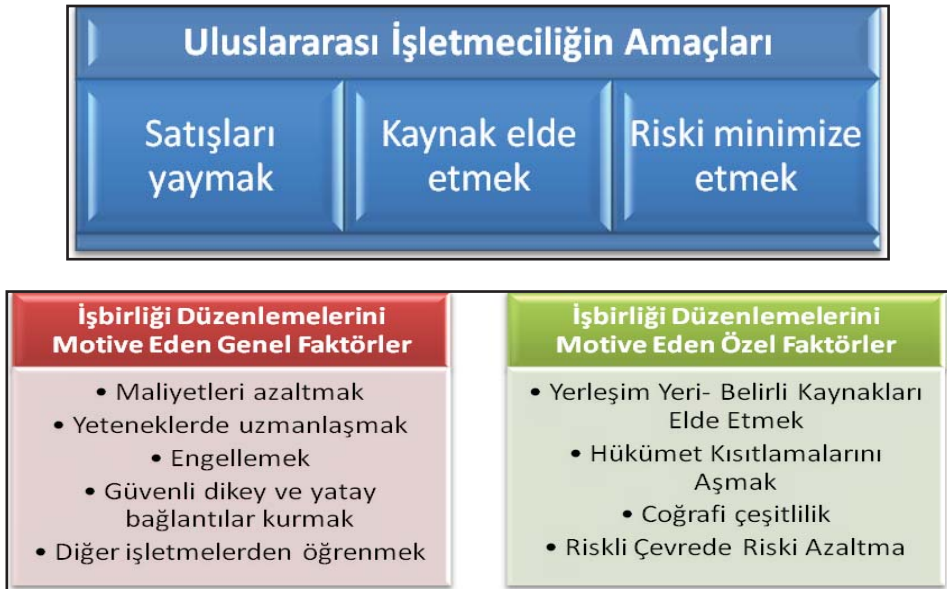 Uluslararası İşletmeciliğin Amaçları
Satışları
yaymak
Kaynak elde
etmek
Riski minimize
etmek
İşbirliği Düzenlemelerini
Motive Eden Genel Faktörler
• Maliyetleri azaltmak
• Yeteneklerde uzmanlaşmak
• Engellemek
• Güvenli dikey ve yatay
bağlantılar kurmak
• Diğer işletmelerden öğrenmek
İşbirliği Düzenlemelerini
Motive Eden Özel Faktörler
• Yerleşim Yeri- Belirli Kaynakları
Elde Etmek
• Hükümet Kısıtlamalarını
Aşmak
• Coğrafi çeşitlilik
• Riskli Çevrede Riski Azaltma